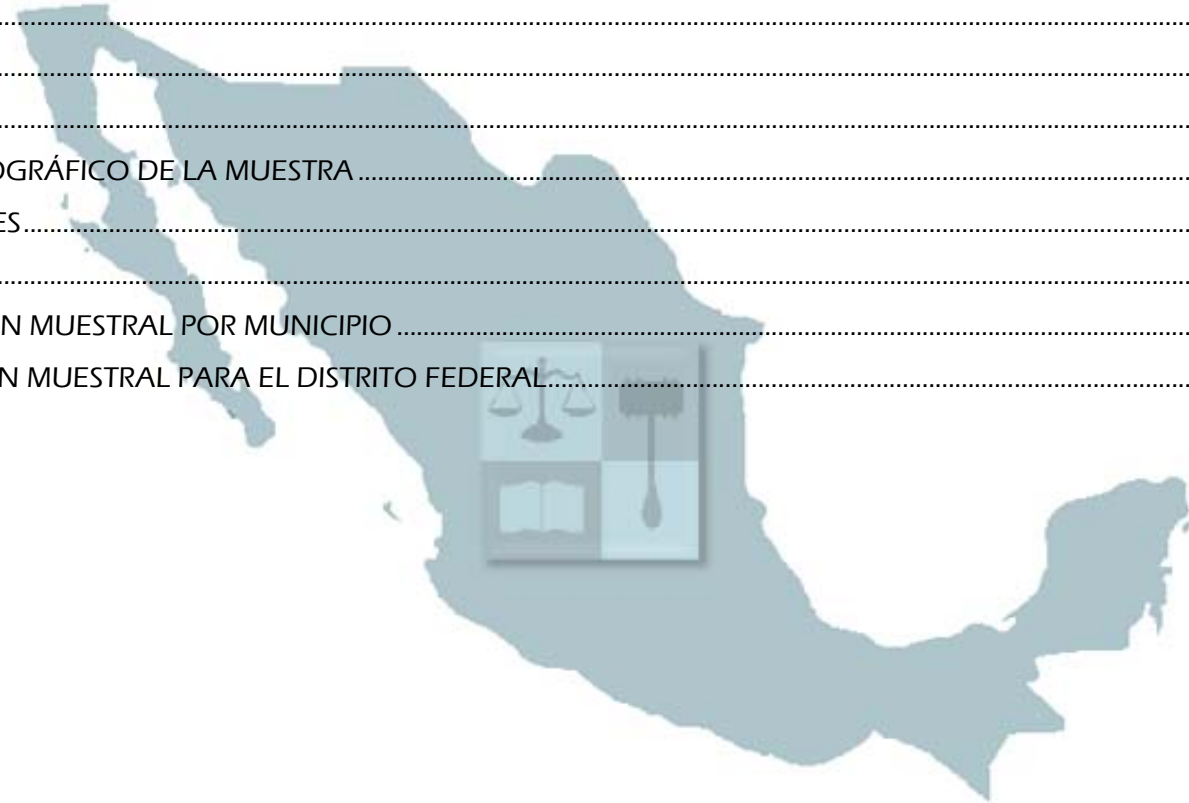 OGRÁFICO DE LA MUESTRA
ES
N MUESTRAL POR MUNICIPIO
N MUESTRAL PARA EL DISTRITO FEDERAL